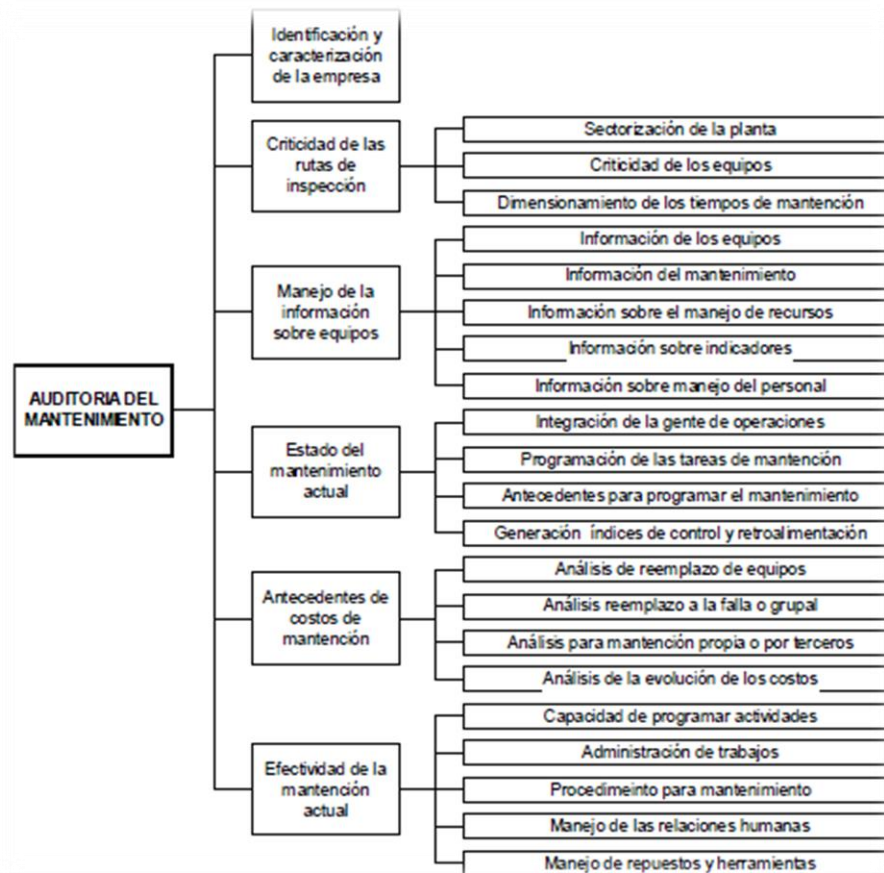 Identificación y
caracterización
de la empresa
Criticidad de las
rutas de
inspección
Sectorización de la planta
Criticidad de los equipos
Dimensionamiento de los tiempos de mantención
Manejo de la
información
sobre equipos
Información de los equipos
Información del mantenimiento
Información sobre el manejo de recursos
Información sobre indicadores
Información sobre manejo del personal
AUDITORIA DEL
MANTENIMIENTO
Estado del
mantenimiento
actual
Integración de la gente de operaciones
Programación de las tareas de mantención
Antecedentes para programar el mantenimiento
Generación índices de control y retroalimentación
Antecedentes de
costos de
mantención
Análisis de reemplazo de equipos
Análisis reemplazo a la falla o grupal
Análisis para mantención propia o por terceros
Análisis de la evolución de los costos
Efectividad de la
mantención
actual
Capacidad de programar actividades
Administración de trabajos
Procedimeinto para mantenimiento
Manejo de las relaciones humanas
Manejo de repuestos y herramientas